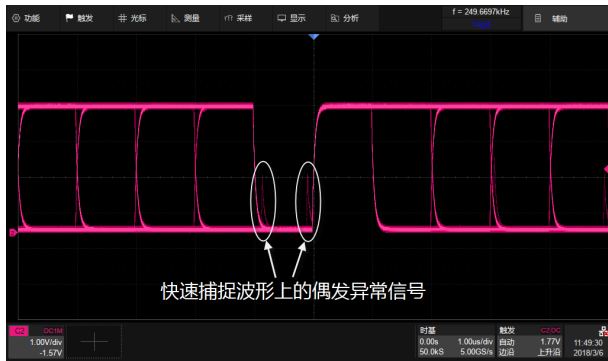 功能 触发 光标 测量 采样 显示 分析 f = 249.6697kHz 辅助
快速捕捉波形上的偶发异常信号
C2 DC1M 时基 触发 C2 DC
1.00V/div 0.00s 1.00us/div 自动 1.77V 11:49:30
-1.57V 50.0kS 5.00GS/s 边沿 上升沿 2018/3/6